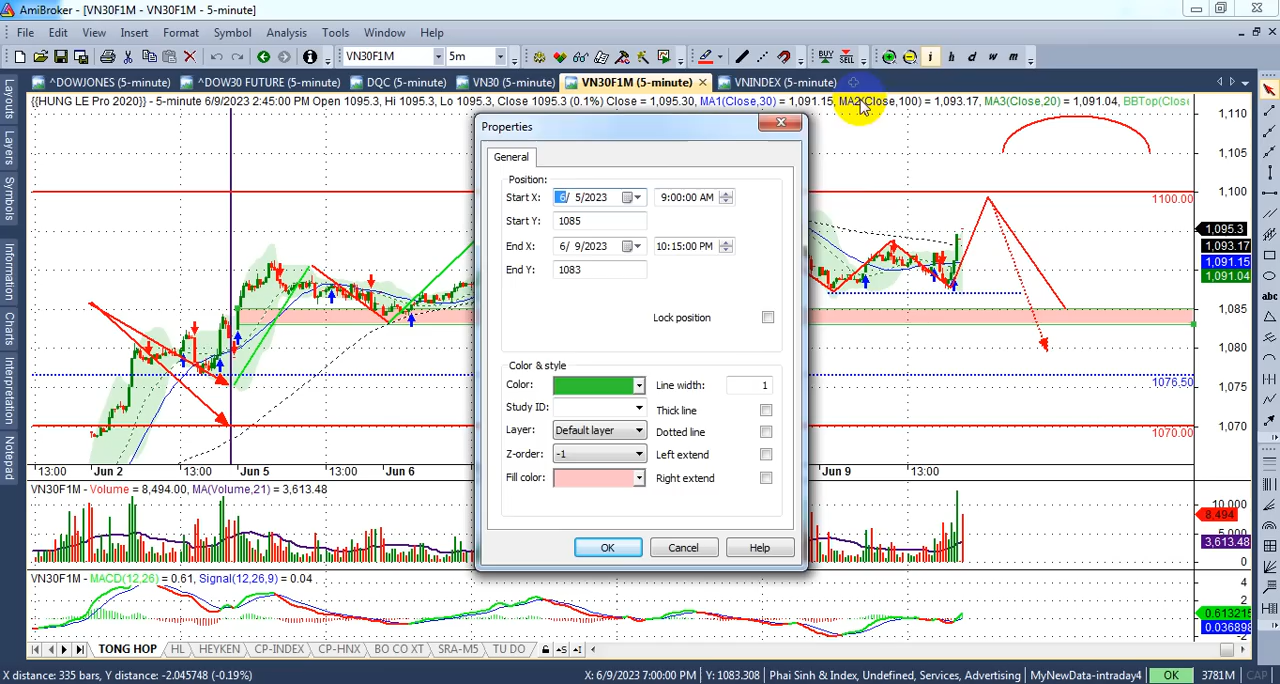 AmiBroker - [VN30F1M - VN30F1M - 5-minute]
File Edit View Insert Format Symbol Analysis Tools Window Help
VN30F1M 5m BUY SELL i h d w m
^DOWJONES (5-minute) ^DOW30 FUTURE (5-minute) DQC (5-minute) VN30 (5-minute) VN30F1M (5-minute) VNINDEX (5-minute)
{{HUNG LE Pro 2020}} - 5-minute 6/9/2023 2:45:00 PM Open 1095.3, Hi 1095.3, Lo 1095.3, Close 1095.3 (0.1%) Close = 1,095.30, MA1(Close,30) = 1,091.15, MA2(Close,100) = 1,093.17, MA3(Close,20) = 1,091.04, BBTop(Close
Layouts
Layers
Symbols
Information
Charts
Interpretation
Notepad
Properties
General
Position:
Start X: 6/ 5/2023 9:00:00 AM
Start Y: 1085
End X: 6/ 9/2023 10:15:00 PM
End Y: 1083
Lock position
Color & style
Color: Line width: 1
Study ID: Thick line
Layer: Default layer Dotted line
Z-order: -1 Left extend
Fill color: Right extend
OK Cancel Help
1,110
1,105
1,100
1100.00
1,095.3
1,093.17
1,091.15
1,091.04
1,085
1,080
1076.50
1,075
1,070
1070.00
abc
13:00 Jun 2 13:00 Jun 5 13:00 Jun 6 Jun 9 13:00
VN30F1M - Volume = 8,494.00, MA(Volume,21) = 3,613.48
10,000
8,494
5,000
3,613.48
VN30F1M - MACD(12,26) = 0.61, Signal(12,26,9) = 0.04
4
2
0.613218
0.036898
-2
TONG HOP HL HEYKEN CP-INDEX CP-HNX BO CO XT SRA-M5 TU DO
X distance: 335 bars, Y distance: -2.045748 (-0.19%) X: 6/9/2023 7:00:00 PM Y: 1083.308 Phai Sinh & Index, Undefined, Services, Advertising MyNewData-intraday4 OK 3781M CAP